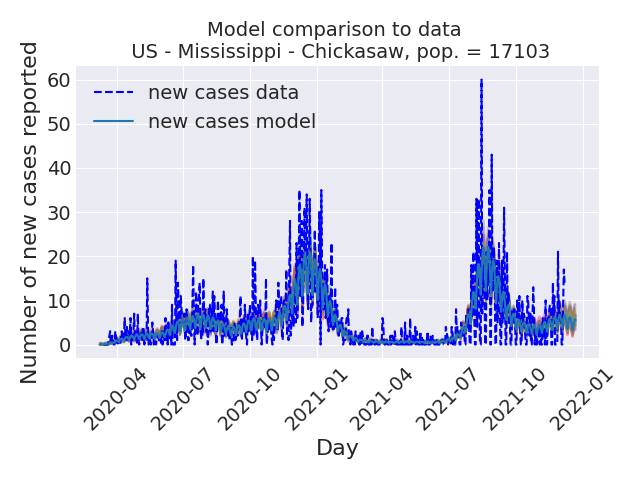 Model comparison to data
US - Mississippi - Chickasaw, pop. = 17103
Number of new cases reported
60
50
40
30
20
10
0
new cases data
new cases model
2020-04
2020-07
2020-10
2021-01
2021-04
2021-07
2021-10
2022-01
Day